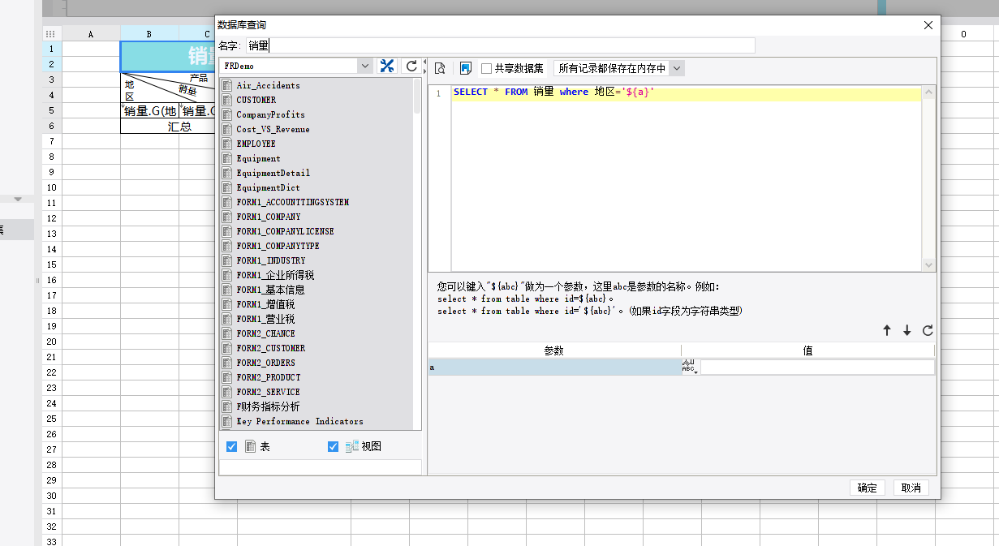 数据库查询
名字: 销量
FRDemo
共享数据集 所有记录都保存在内存中
A B C O
1
2
3
4
5
6
7
8
9
10
11
12
13
14
15
16
17
18
19
20
21
22
23
24
25
26
27
28
29
30
31
32
33
产品
销量
地
区
销量.G(地
汇总
Air_Accidents
CUSTOMER
CompanyProfits
Cost_VS_Revenue
EMPLOYEE
Equipment
EquipmentDetail
EquipmentDict
FORM1_ACCOUNTTINGSYSTEM
FORM1_COMPANY
FORM1_COMPANYLICENSE
FORM1_COMPANYTYPE
FORM1_INDUSTRY
FORM1_企业所得税
FORM1_基本信息
FORM1_增值税
FORM1_营业税
FORM2_CHANCE
FORM2_CUSTOMER
FORM2_ORDERS
FORM2_PRODUCT
FORM2_SERVICE
F财务指标分析
Key Performance Indicators
表 视图
1 SELECT * FROM 销量 where 地区='${a}'
您可以键入"${abc}"做为一个参数，这里abc是参数的名称。例如:
select * from table where id=${abc}。
select * from table where id='${abc}'。(如果id字段为字符串类型)
参数 值
a ABC
确定 取消